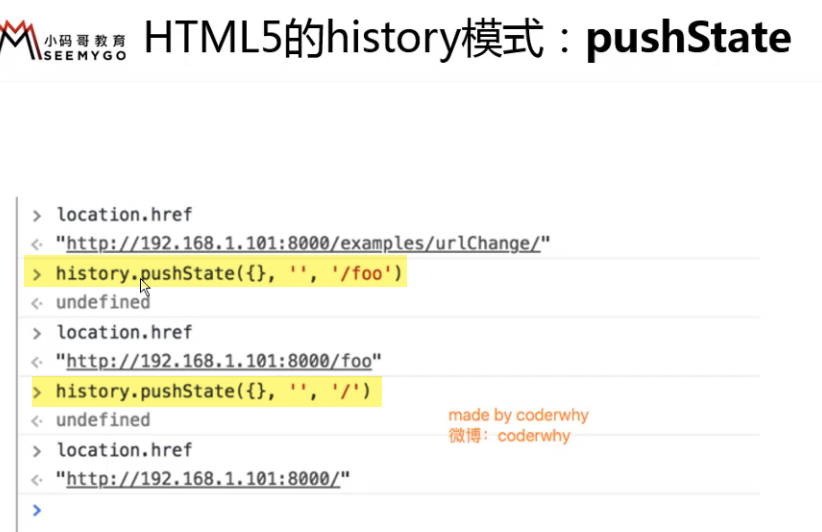 小码哥教育
SEEMYGO
HTML5的history模式：pushState
> location.href
<· "http://192.168.1.101:8000/examples/urlChange/"
> history.pushState({}, '', '/foo')
<· undefined
> location.href
<· "http://192.168.1.101:8000/foo"
> history.pushState({}, '', '/')
<· undefined
> location.href
<· "http://192.168.1.101:8000/"
>
made by coderwhy
微博：coderwhy